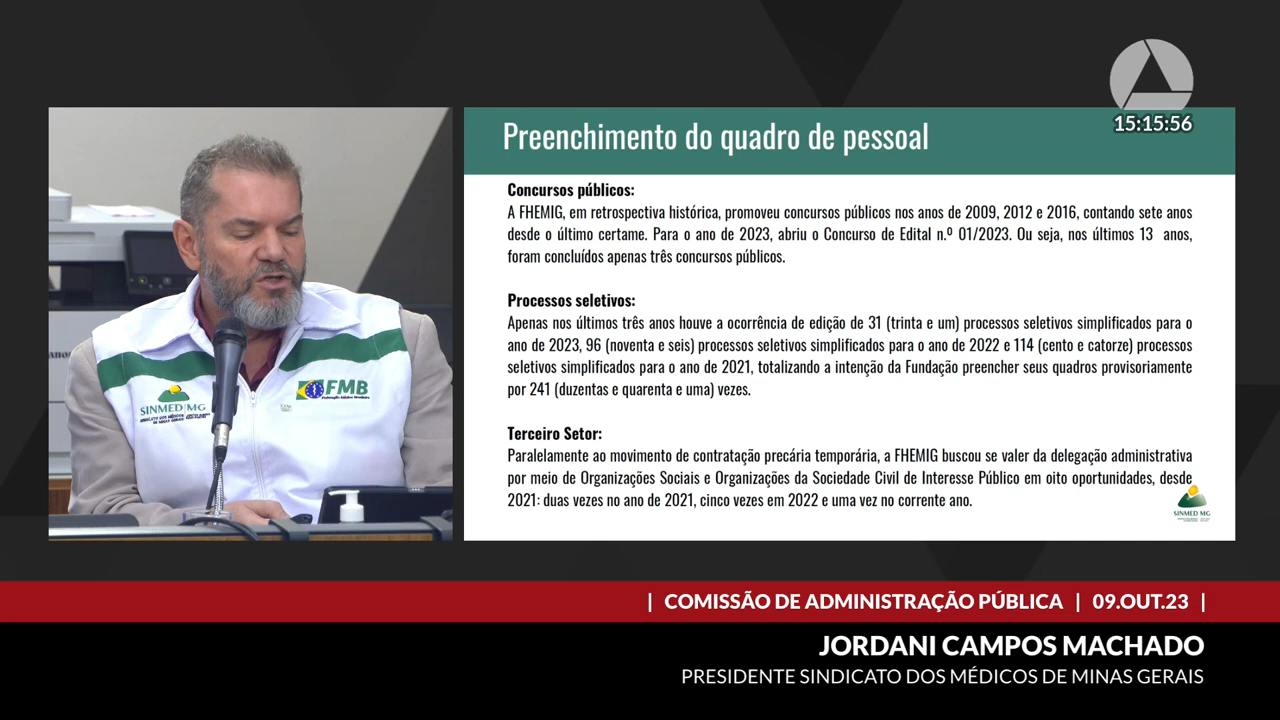 15:15:56
Preenchimento do quadro de pessoal
Concursos públicos:
A FHEMIG, em retrospectiva histórica, promoveu concursos públicos nos anos de 2009, 2012 e 2016, contando sete anos
desde o último certame. Para o ano de 2023, abriu o Concurso de Edital n.º 01/2023. Ou seja, nos últimos 13 anos,
foram concluídos apenas três concursos públicos.
Processos seletivos:
Apenas nos últimos três anos houve a ocorrência de edição de 31 (trinta e um) processos seletivos simplificados para o
ano de 2023, 96 (noventa e seis) processos seletivos simplificados para o ano de 2022 e 114 (cento e catorze) processos
seletivos simplificados para o ano de 2021, totalizando a intenção da Fundação preencher seus quadros provisoriamente
por 241 (duzentas e quarenta e uma) vezes.
Terceiro Setor:
Paralelamente ao movimento de contratação precária temporária, a FHEMIG buscou se valer da delegação administrativa
por meio de Organizações Sociais e Organizações da Sociedade Civil de Interesse Público em oito oportunidades, desde
2021: duas vezes no ano de 2021, cinco vezes em 2022 e uma vez no corrente ano.
SINMED MG
SINMED MG
SINDICATO DOS MÉDICOS
DE MINAS GERAIS
FMB
Federação Médica Brasileira
| COMISSÃO DE ADMINISTRAÇÃO PÚBLICA | 09.OUT.23 |
JORDANI CAMPOS MACHADO
PRESIDENTE SINDICATO DOS MÉDICOS DE MINAS GERAIS